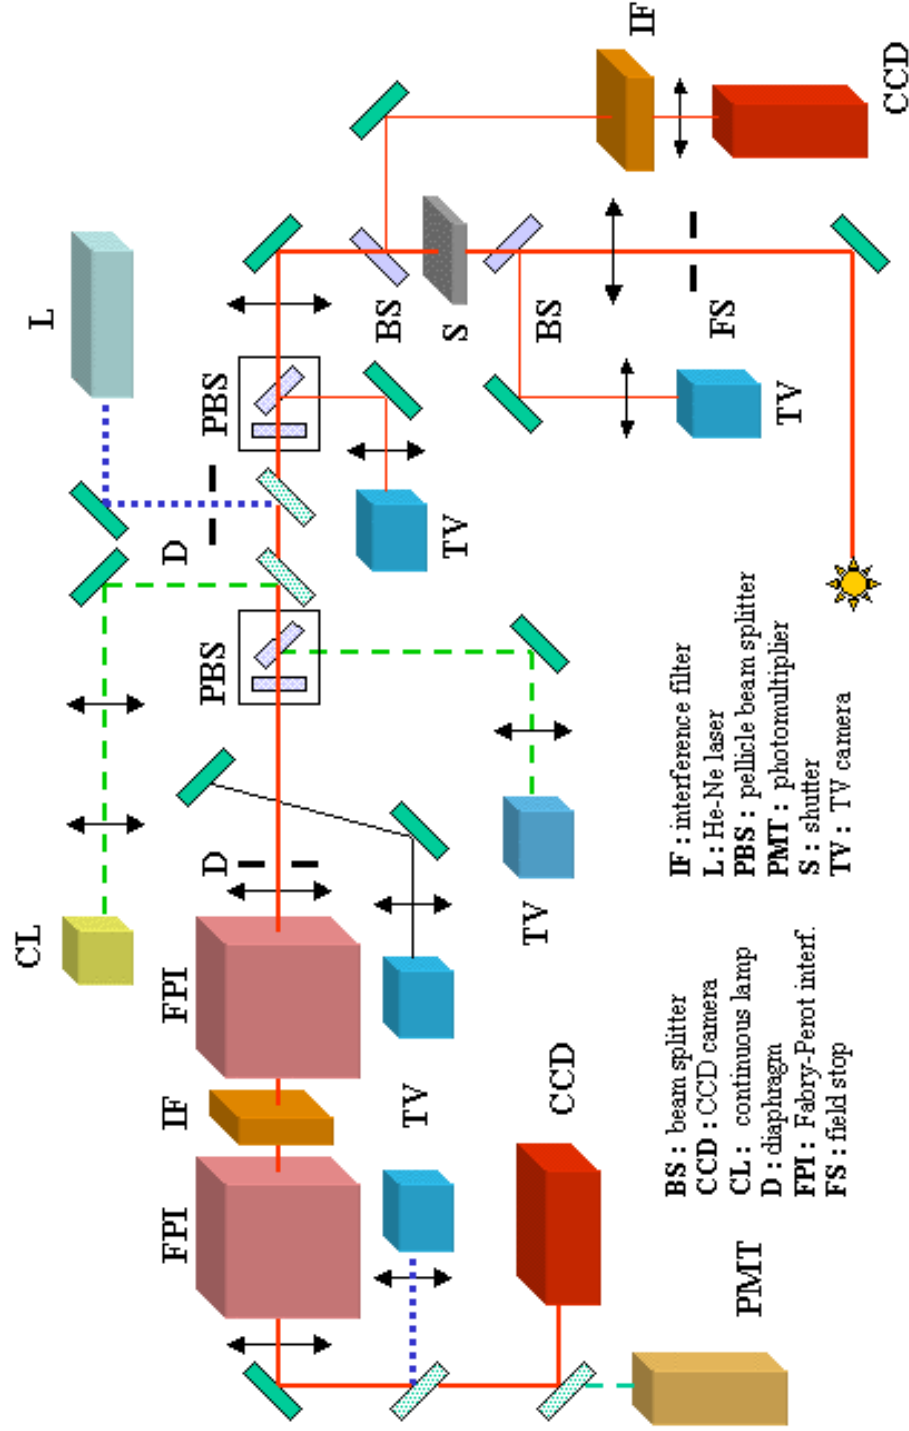 CL
L
FPI
IF
FPI
D
PBS
D
PBS
IF
BS
S
BS
FS
TV
TV
TV
TV
TV
CCD
CCD
PMT
BS : beam splitter
CCD : CCD camera
CL : continuous lamp
D : diaphragm
FPI : Fabry-Perot interf.
FS : field stop
IF : interference filter
L : He-Ne laser
PBS : pellicle beam splitter
PMT : photomultiplier
S : shutter
TV : TV camera